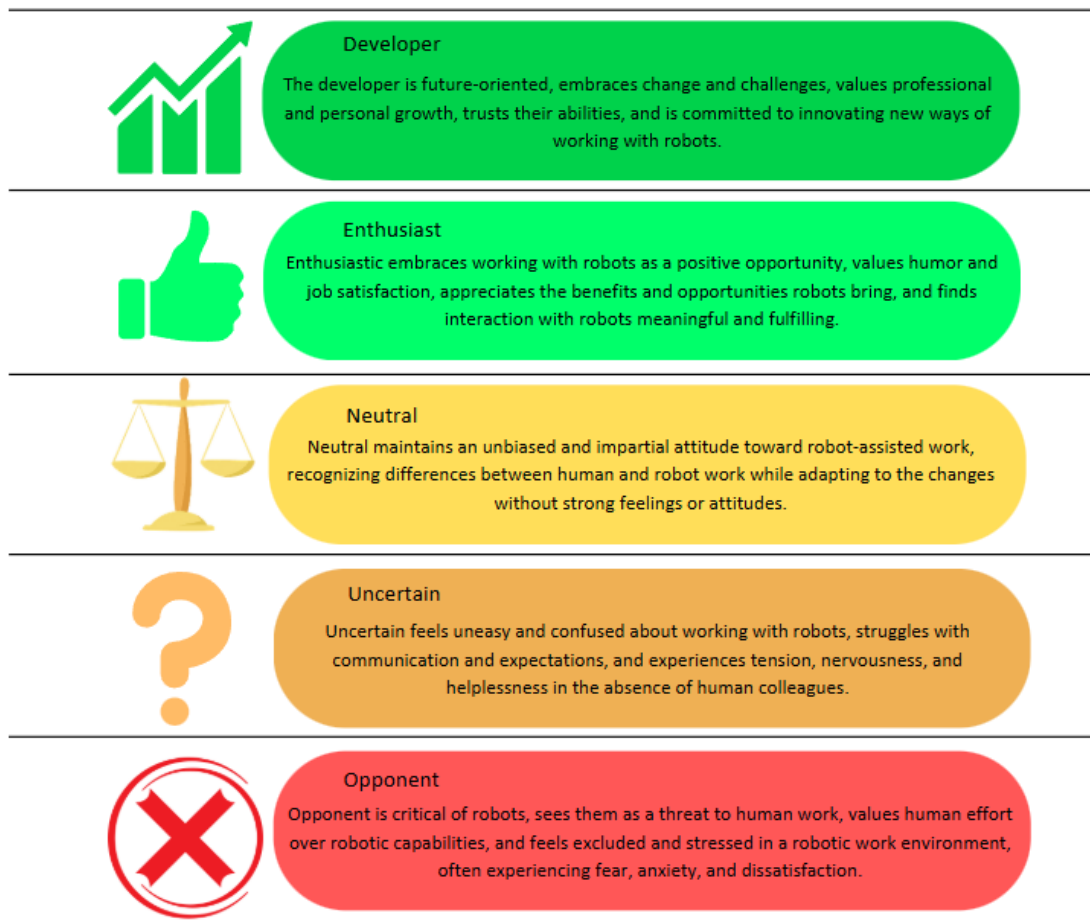 Developer
The developer is future-oriented, embraces change and challenges, values professional
and personal growth, trusts their abilities, and is committed to innovating new ways of
working with robots.
Enthusiast
Enthusiastic embraces working with robots as a positive opportunity, values humor and
job satisfaction, appreciates the benefits and opportunities robots bring, and finds
interaction with robots meaningful and fulfilling.
Neutral
Neutral maintains an unbiased and impartial attitude toward robot-assisted work,
recognizing differences between human and robot work while adapting to the changes
without strong feelings or attitudes.
Uncertain
Uncertain feels uneasy and confused about working with robots, struggles with
communication and expectations, and experiences tension, nervousness, and
helplessness in the absence of human colleagues.
Opponent
Opponent is critical of robots, sees them as a threat to human work, values human effort
over robotic capabilities, and feels excluded and stressed in a robotic work environment,
often experiencing fear, anxiety, and dissatisfaction.